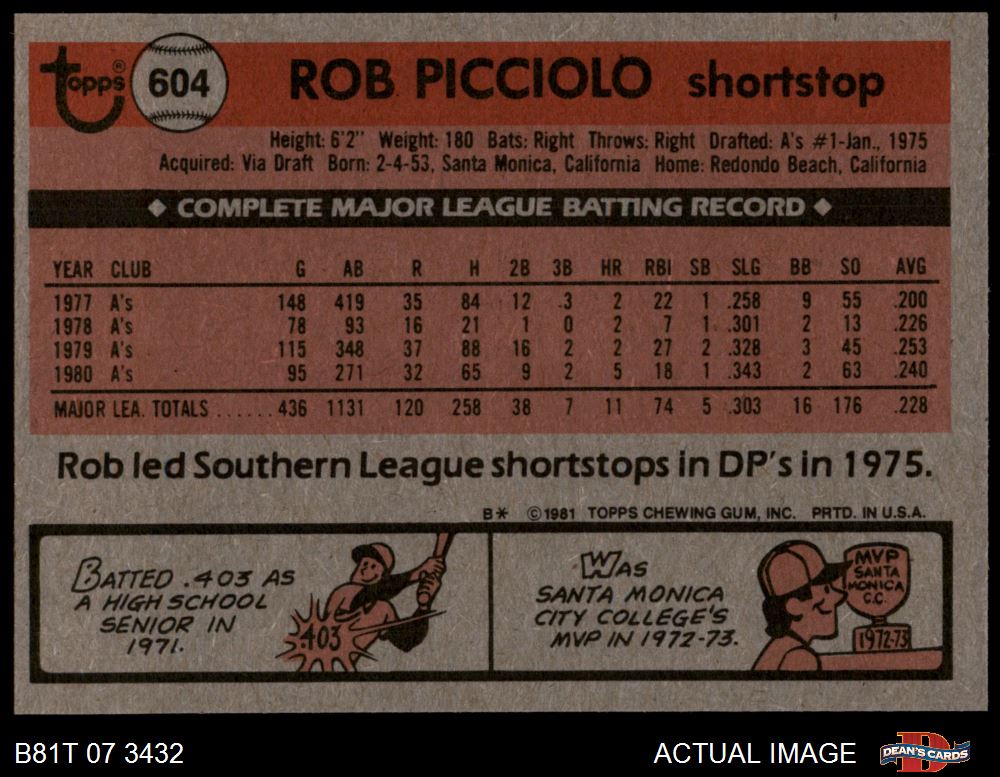 topps® 604 ROB PICCIOLO shortstop
Height: 6'2" Weight: 180 Bats: Right Throws: Right Drafted: A's #1-Jan., 1975
Acquired: Via Draft Born: 2-4-53, Santa Monica, California Home: Redondo Beach, California
◆ COMPLETE MAJOR LEAGUE BATTING RECORD ◆
YEAR CLUB G AB R H 2B 3B HR RBI SB SLG BB SO AVG
1977 A's 148 419 35 84 12 .3 2 22 1 .258 9 55 .200
1978 A's 78 93 16 21 1 0 2 7 1 .301 2 13 .226
1979 A's 115 348 37 88 16 2 2 27 2 .328 3 45 .253
1980 A's 95 271 32 65 9 2 5 18 1 .343 2 63 .240
MAJOR LEA. TOTALS ...... 436 1131 120 258 38 7 11 74 5 .303 16 176 .228
Rob led Southern League shortstops in DP's in 1975.
B* ©1981 TOPPS CHEWING GUM, INC. PRTD. IN U.S.A.
BATTED .403 AS
A HIGH SCHOOL
SENIOR IN
1971.
.403
WAS
SANTA MONICA
CITY COLLEGE'S
MVP IN 1972-73.
MVP
SANTA
MONICA
C.C.
1972-73
B81T 07 3432 ACTUAL IMAGE D DEAN'S CARDS